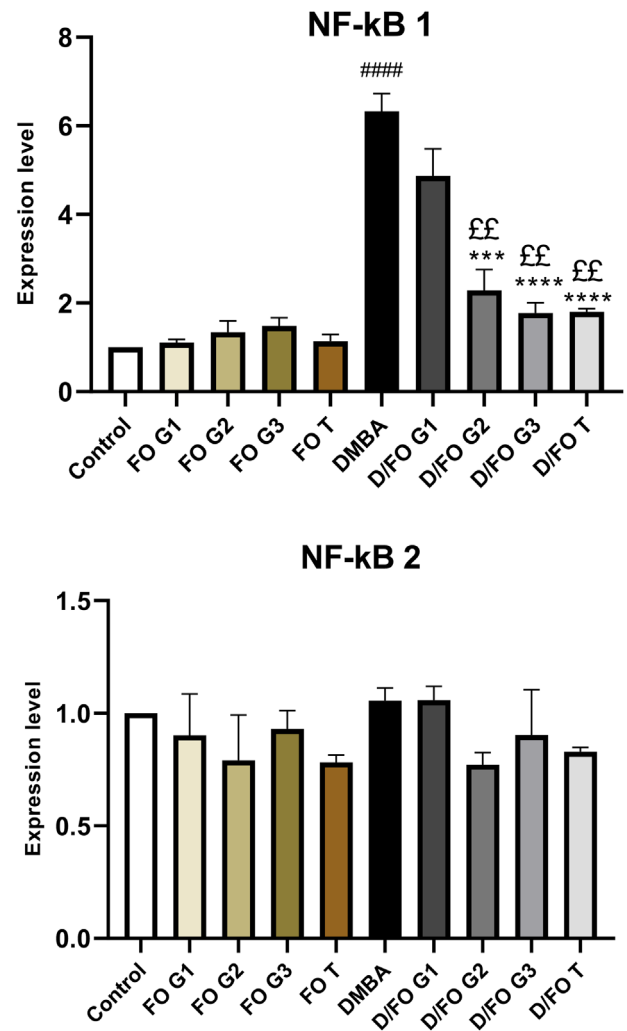 NF-kB 1
Expression level
8
6
4
2
0
####
££
***
££
****
££
****
Control
FO G1
FO G2
FO G3
FO T
DMBA
D/FO G1
D/FO G2
D/FO G3
D/FO T
NF-kB 2
Expression level
1.5
1.0
0.5
0.0
Control
FO G1
FO G2
FO G3
FO T
DMBA
D/FO G1
D/FO G2
D/FO G3
D/FO T